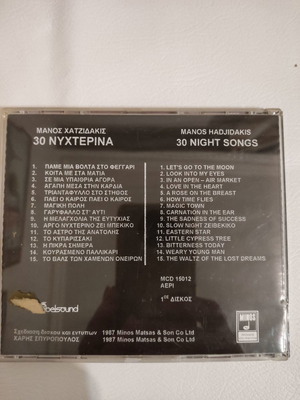 ΜΑΝΟΣ ΧΑΤΖΙΔΑΚΙΣ
30 ΝΥΧΤΕΡΙΝΑ
1. ΠΑΜΕ ΜΙΑ ΒΟΛΤΑ ΣΤΟ ΦΕΓΓΑΡΙ
2. ΚΟΙΤΑ ΜΕ ΣΤΑ ΜΑΤΙΑ
3. ΣΕ ΜΙΑ ΥΠΑΙΘΡΙΑ ΑΓΟΡΑ
4. ΑΓΑΠΗ ΜΕΣΑ ΣΤΗΝ ΚΑΡΔΙΑ
5. ΤΡΙΑΝΤΑΦΥΛΛΟ ΣΤΟ ΣΤΗΘΟΣ
6. ΠΑΕΙ Ο ΚΑΙΡΟΣ ΠΑΕΙ Ο ΚΑΙΡΟΣ
7. ΜΑΓΙΚΗ ΠΟΛΗ
8. ΓΑΡΥΦΑΛΛΟ ΣΤ' ΑΥΤΙ
9. Η ΜΕΛΑΓΧΟΛΙΑ ΤΗΣ ΕΥΤΥΧΙΑΣ
10. ΑΡΓΟ ΝΥΧΤΕΡΙΝΟ ΖΕΙΜΠΕΚΙΚΟ
11. ΤΟ ΑΣΤΡΟ ΤΗΣ ΑΝΑΤΟΛΗΣ
12. ΤΟ ΚΥΠΑΡΙΣΣΑΚΙ
13. Η ΠΙΚΡΑ ΣΗΜΕΡΑ
14. ΚΟΥΡΑΣΜΕΝΟ ΠΑΛΛΙΚΑΡΙ
15. ΤΟ ΒΑΛΣ ΤΩΝ ΧΑΜΕΝΩΝ ΟΝΕΙΡΩΝ
Σχεδίαση δίσκου και εντύπων
ΧΑΡΗΣ ΣΠΥΡΟΠΟΥΛΟΣ
MANOS HADJIDAKIS
30 NIGHT SONGS
1. LET'S GO TO THE MOON
2. LOOK INTO MY EYES
3. IN AN OPEN – AIR MARKET
4. LOVE IN THE HEART
5. A ROSE ON THE BREAST
6. HOW TIME FLIES
7. MAGIC TOWN
8. CARNATION IN THE EAR
9. THE SADNESS OF SUCCESS
10. SLOW NIGHT ZEIBEKIKO
11. EASTERN STAR
12. LITTLE CYPRESS TREE
13. BITTERNESS TODAY
14. WEARY YOUNG MAN
15. THE WALTZ OF THE LOST DREAMS
MCD 15012
AEPI
1ος ΔΙΣΚΟΣ
MINOS
1987 Minos Matsas & Son Co Ltd
1987 Minos Matsas & Son Co Ltd